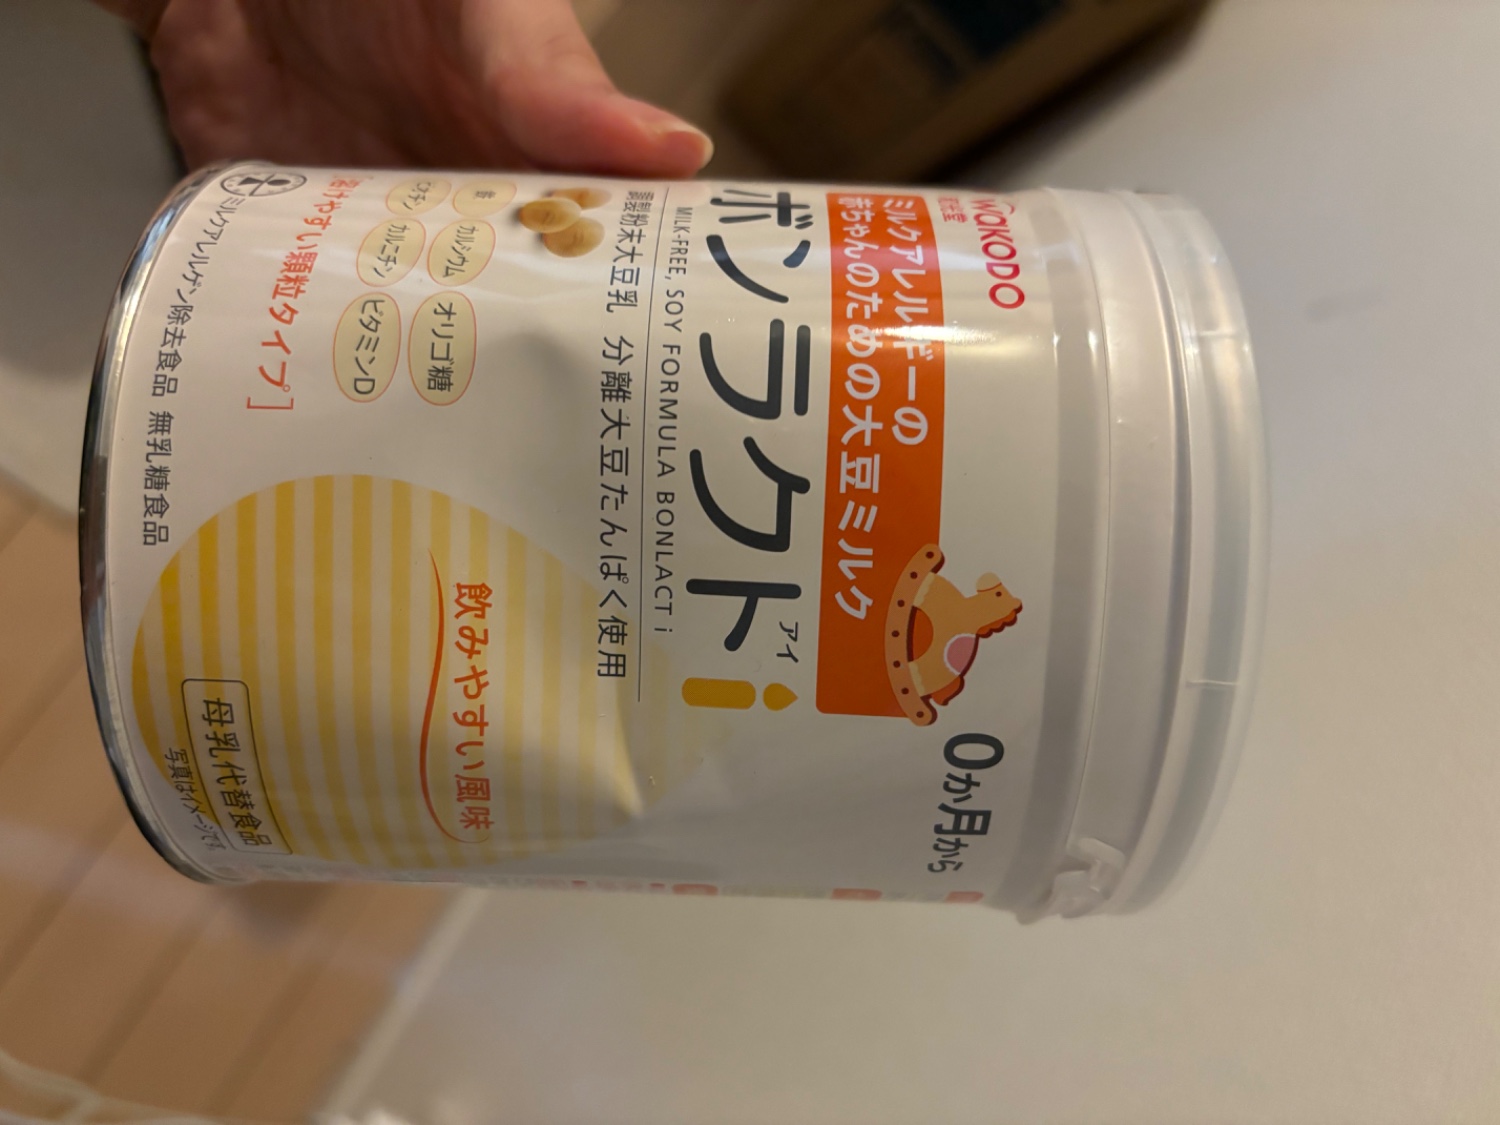 WAKODO
和光堂
0か月から
ミルクアレルギーの
赤ちゃんのための大豆ミルク
アイ
ボンラクトi
MILK-FREE, SOY FORMULA BONLACT i
調製粉末大豆乳 分離大豆たんぱく使用
鉄
カルシウム
オリゴ糖
ビオチン
カルニチン
ビタミンD
飲みやすい風味
[溶けやすい顆粒タイプ]
ミルクアレルゲン除去食品 無乳糖食品
母乳代替食品
写真はイメージです。